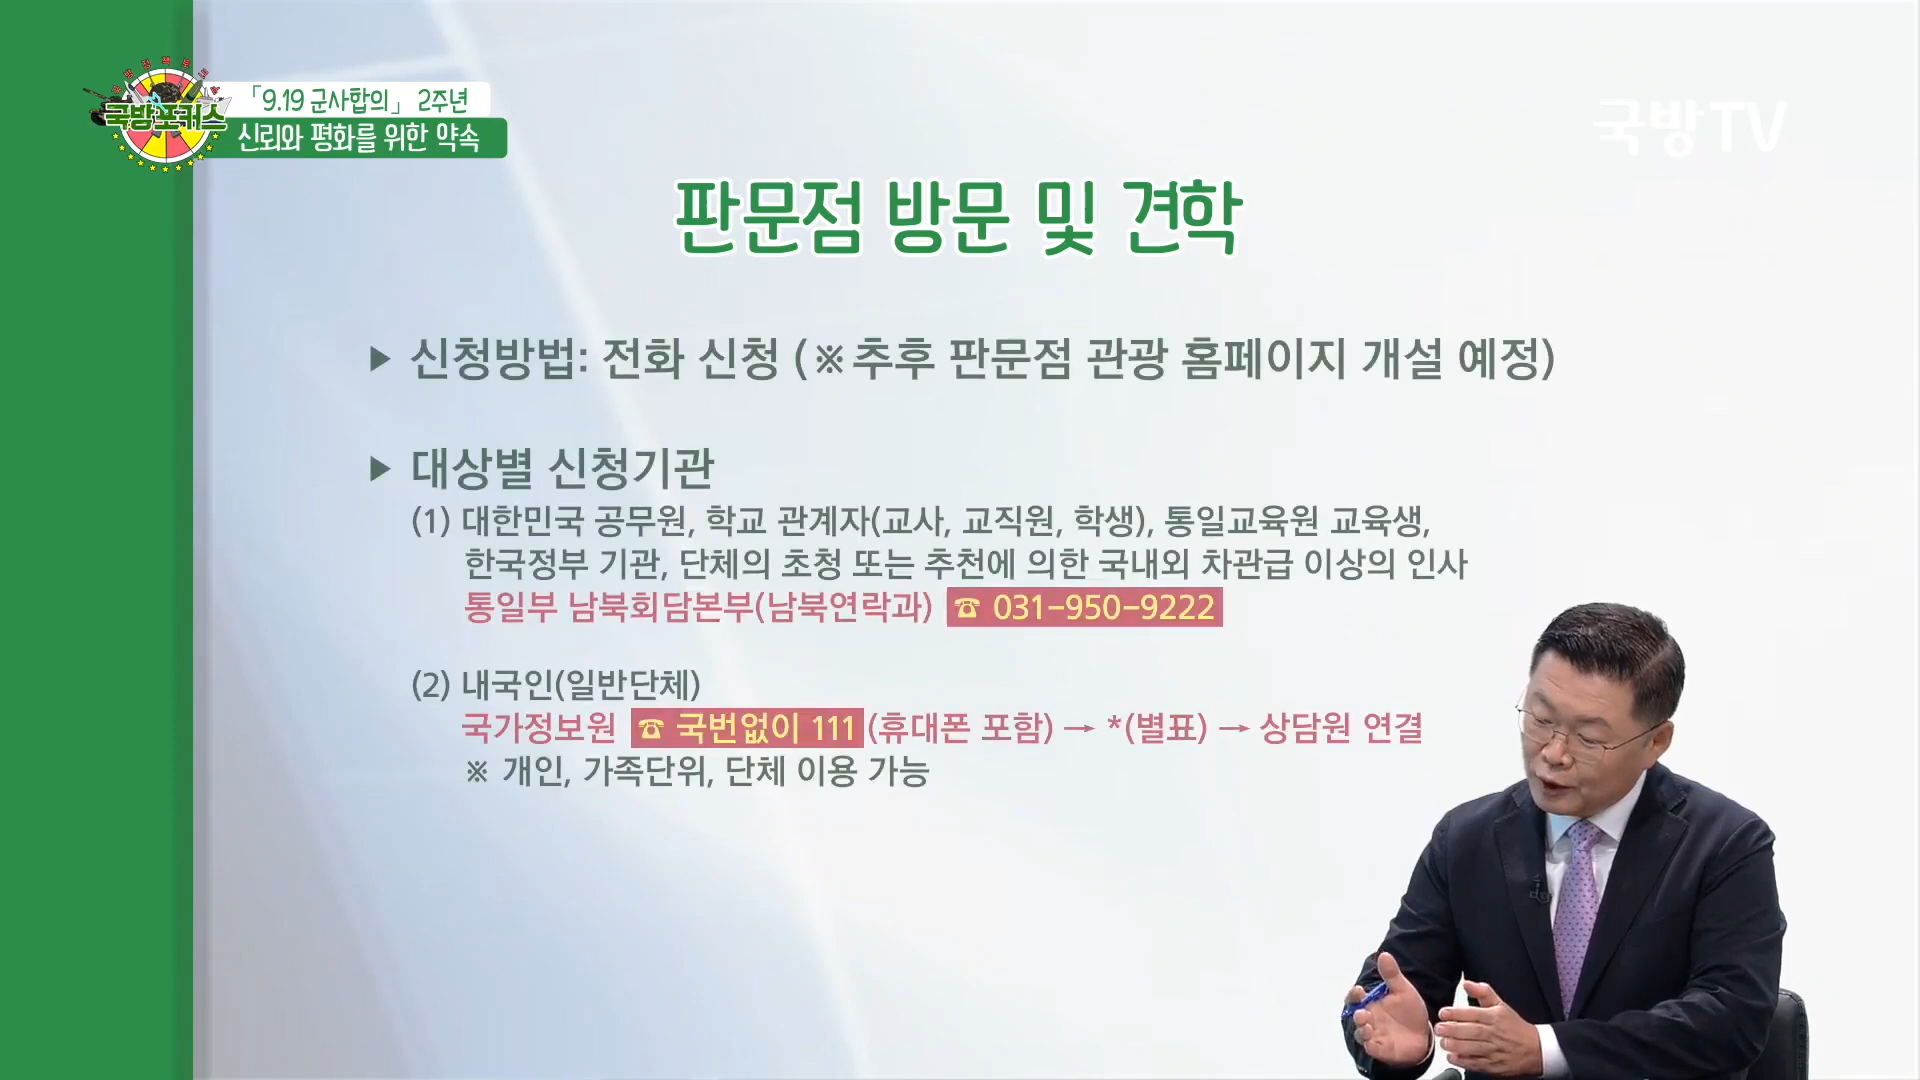 「9.19 군사합의」 2주년
국방포커스
신뢰와 평화를 위한 약속
국방TV
판문점 방문 및 견학
▶ 신청방법: 전화 신청 (※추후 판문점 관광 홈페이지 개설 예정)
▶ 대상별 신청기관
(1) 대한민국 공무원, 학교 관계자(교사, 교직원, 학생), 통일교육원 교육생,
한국정부 기관, 단체의 초청 또는 추천에 의한 국내외 차관급 이상의 인사
통일부 남북회담본부(남북연락과) ☎ 031-950-9222
(2) 내국인(일반단체)
국가정보원 ☎ 국번없이 111 (휴대폰 포함) → *(별표) → 상담원 연결
※ 개인, 가족단위, 단체 이용 가능